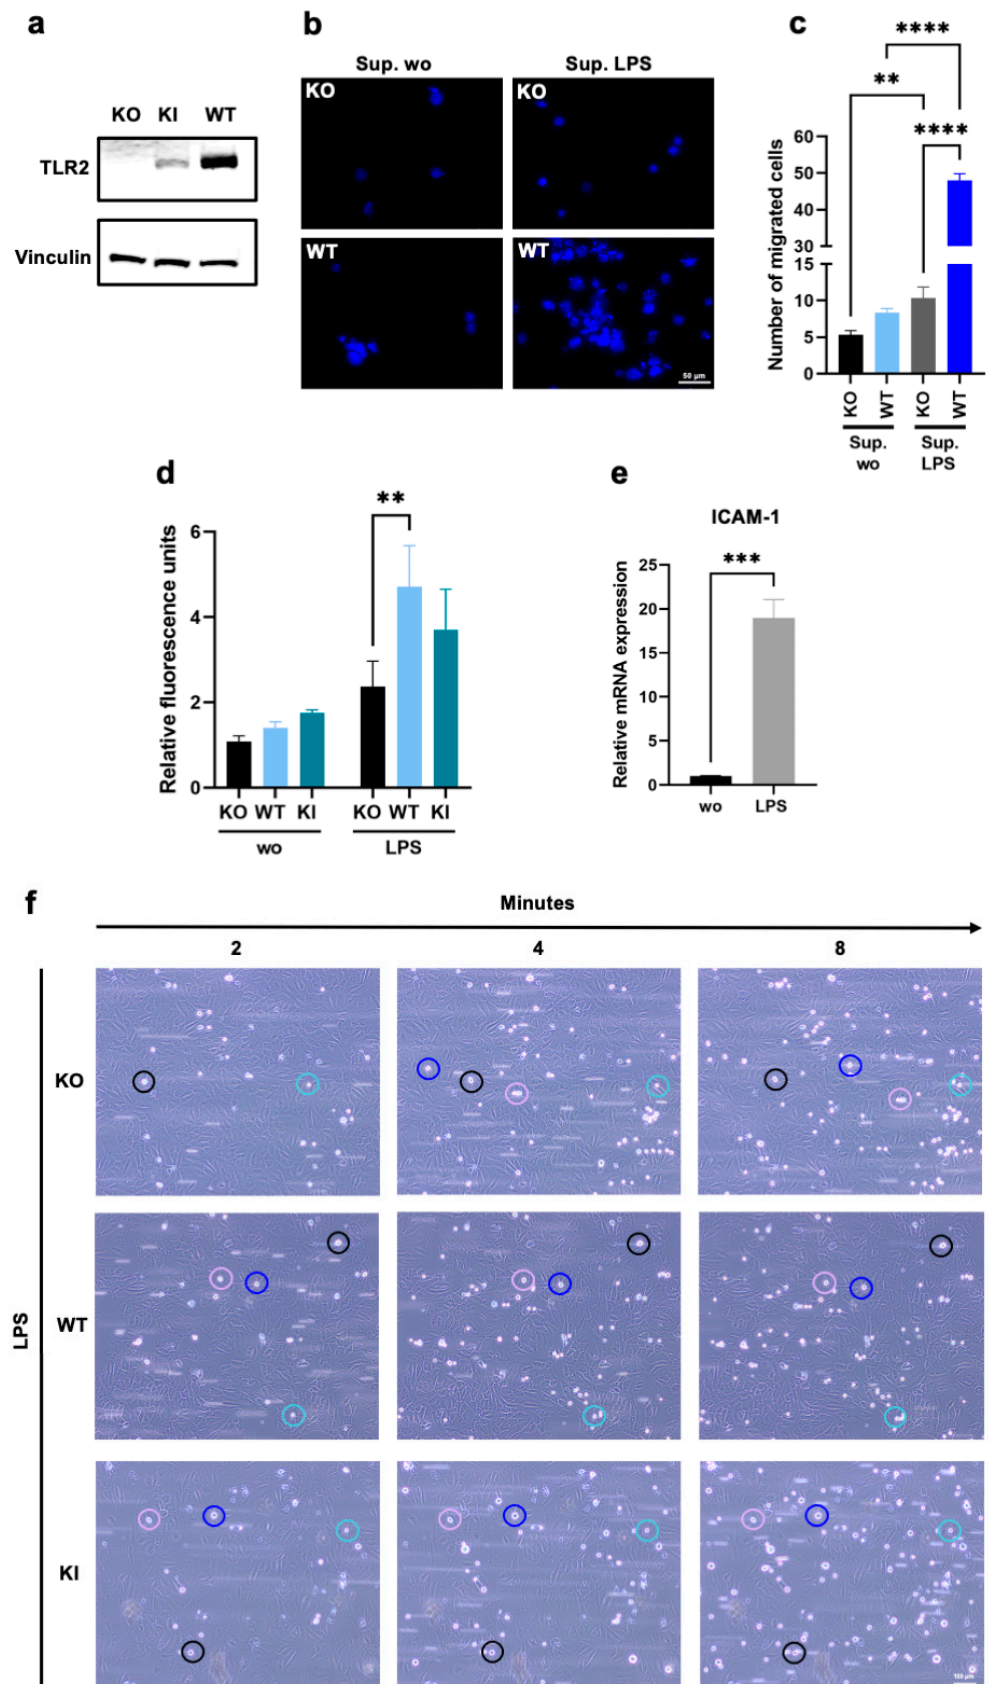 a
KO KI WT
TLR2
Vinculin
b
Sup. wo Sup. LPS
KO KO
WT WT
50 µm
c
****
**
****
Number of migrated cells
60
50
40
30
15
10
5
0
KO WT KO WT
Sup. wo
Sup. LPS
d
**
Relative fluorescence units
6
4
2
0
KO WT KI KO WT KI
wo LPS
e
ICAM-1
***
Relative mRNA expression
25
20
15
10
5
0
wo LPS
f
Minutes
2 4 8
LPS
KO
WT
KI
100 µm